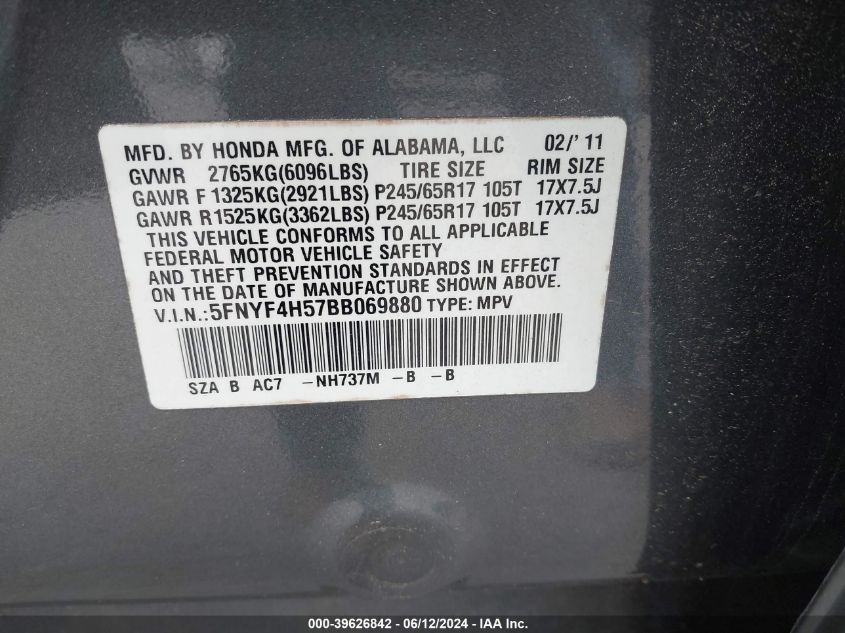 MFD. BY HONDA MFG. OF ALABAMA, LLC 02/'11
GVWR 2765KG(6096LBS) TIRE SIZE RIM SIZE
GAWR F 1325KG(2921LBS) P245/65R17 105T 17X7.5J
GAWR R1525KG(3362LBS) P245/65R17 105T 17X7.5J
THIS VEHICLE CONFORMS TO ALL APPLICABLE
FEDERAL MOTOR VEHICLE SAFETY
AND THEFT PREVENTION STANDARDS IN EFFECT
ON THE DATE OF MANUFACTURE SHOWN ABOVE.
V.I.N.:5FNYF4H57BB069880 TYPE: MPV
SZA B AC7 -NH737M -B -B
000-39626842 - 06/12/2024 - IAA Inc.